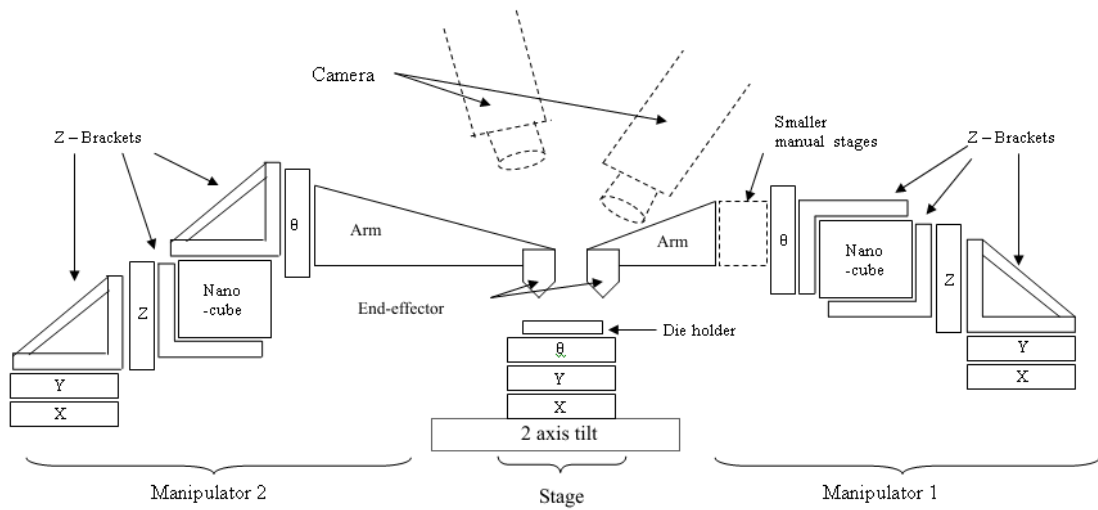 Camera
Z – Brackets
Smaller
manual stages
Z – Brackets
θ
Arm
Arm
θ
Nano
-cube
Z
Nano
-cube
Z
End-effector
Die holder
θ
Y
X
Y
X
Y
X
2 axis tilt
Manipulator 2
Stage
Manipulator 1